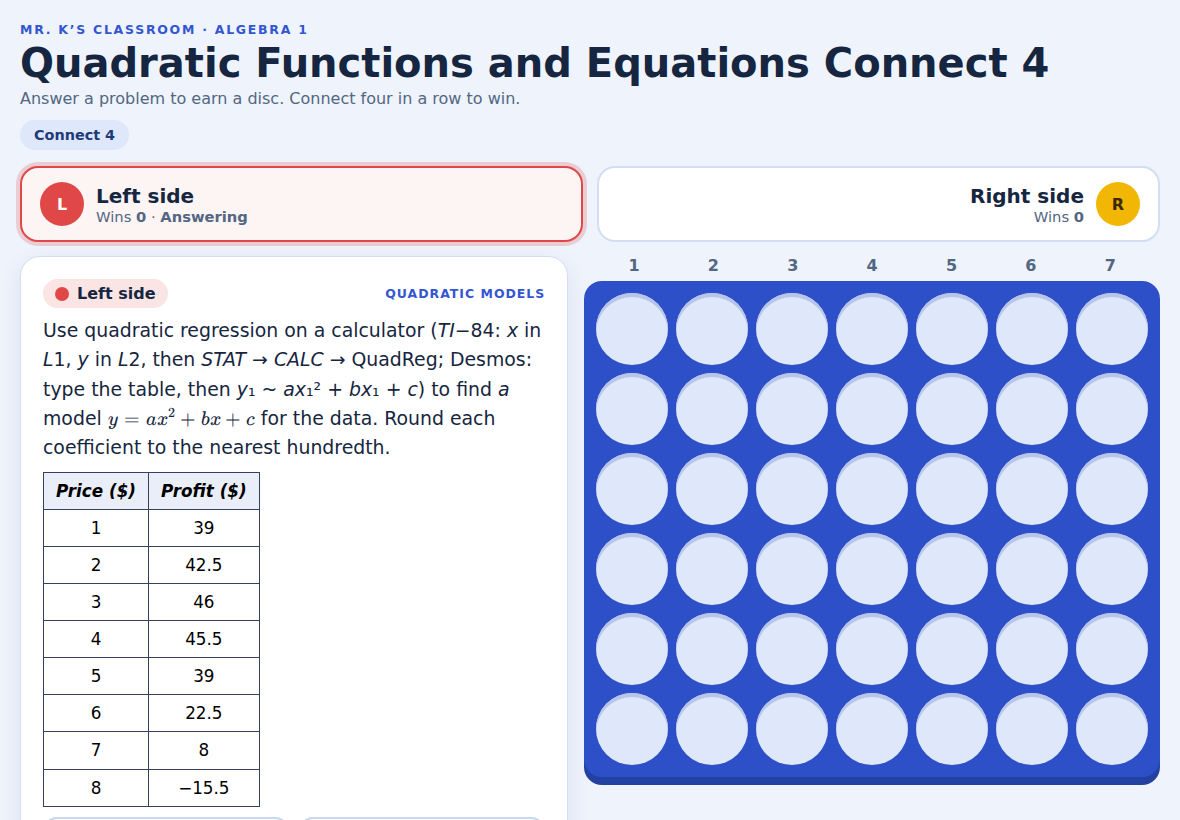 MR. K’S CLASSROOM · ALGEBRA 1
Quadratic Functions and Equations Connect 4
Answer a problem to earn a disc. Connect four in a row to win.
Connect 4
L
Left side
Wins 0 · Answering
Right side
Wins 0
R
Left side
QUADRATIC MODELS
Use quadratic regression on a calculator (TI−84: x in
L1, y in L2, then STAT → CALC → QuadReg; Desmos:
type the table, then y₁ ~ ax₁² + bx₁ + c) to find a
model y = ax² + bx + c for the data. Round each
coefficient to the nearest hundredth.
Price ($) Profit ($)
1 39
2 42.5
3 46
4 45.5
5 39
6 22.5
7 8
8 −15.5
1 2 3 4 5 6 7